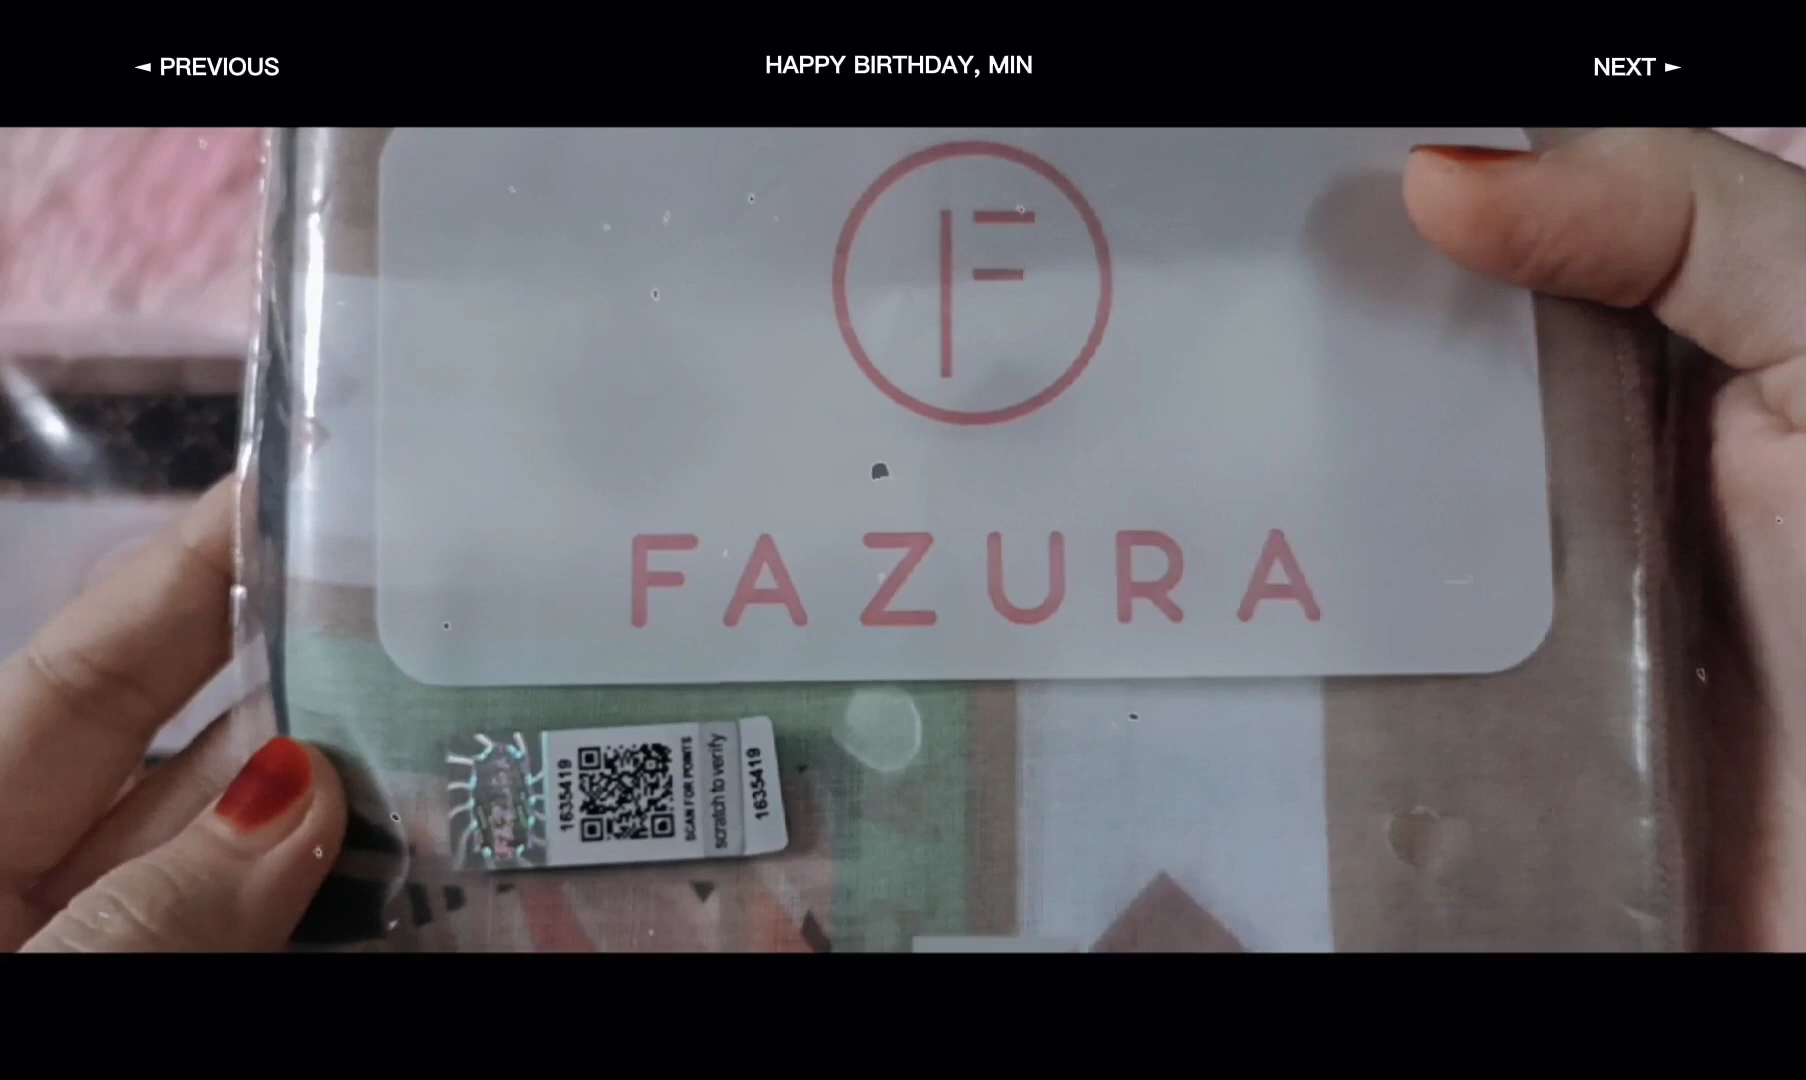 ◄ PREVIOUS
HAPPY BIRTHDAY, MIN
NEXT ►
F
FAZURA
1635419
SCAN FOR POINTS
scratch to verify
1635419